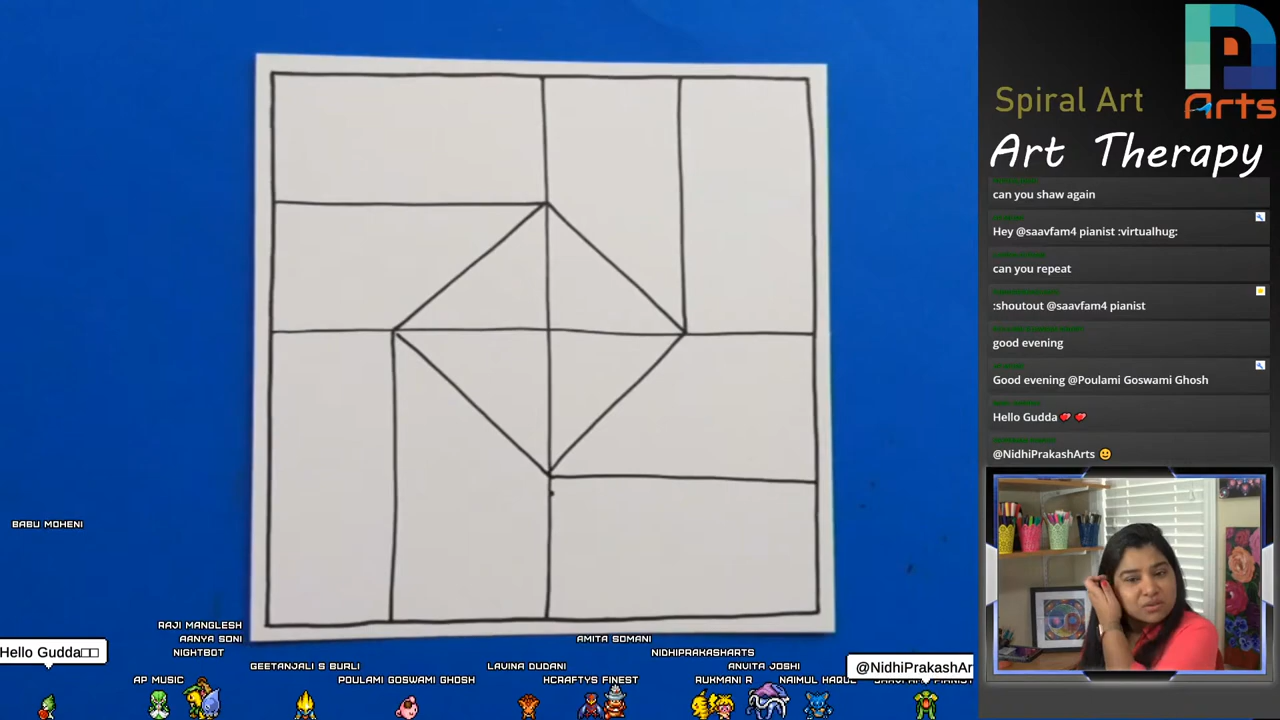 Spiral Art
Arts
Art Therapy
can you shaw again
Hey @saavfam4 pianist :virtualhug:
can you repeat
:shoutout @saavfam4 pianist
good evening
Good evening @Poulami Goswami Ghosh
Hello Gudda
@NidhiPrakashArts
BABU MOHENI
RAJI MANGLESH
AANYA SONI
AMITA SOMANI
Hello Gudda
NIGHTBOT
NIDHIPRAKASHARTS
GEETANJALI S BURLI
LAVINA DUDANI
ANVITA JOSHI
@NidhiPrakashAr
AP MUSIC
POULAMI GOSWAMI GHOSH
HCRAFTYS FINEST
RUKMANI R
NAIMUL HAQUE